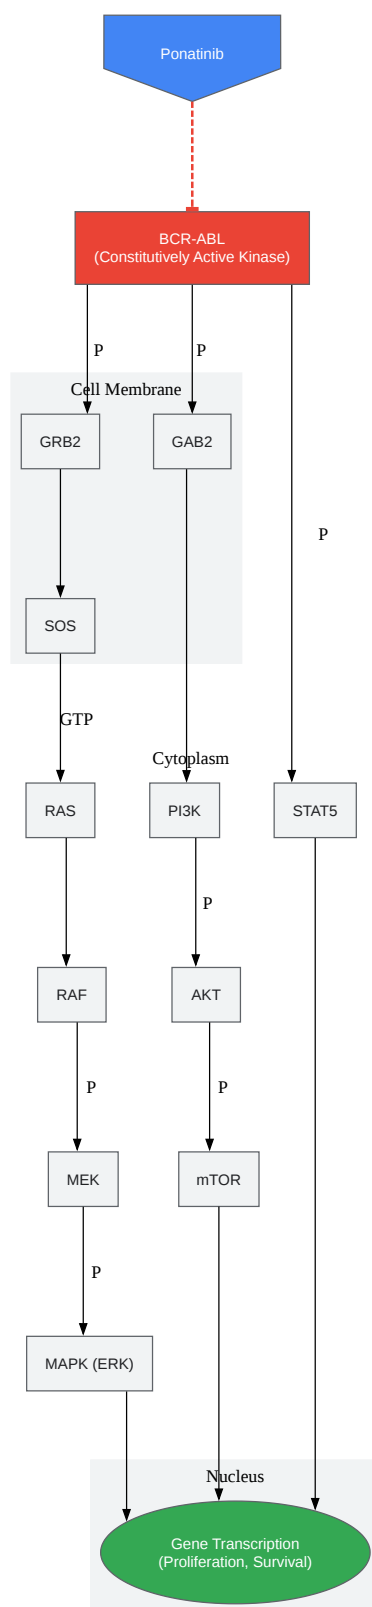 Ponatinib
BCR-ABL
(Constitutively Active Kinase)
P
P
Cell Membrane
GRB2
GAB2
P
SOS
GTP
Cytoplasm
RAS
PI3K
STAT5
P
RAF
AKT
P
P
MEK
mTOR
P
MAPK (ERK)
Nucleus
Gene Transcription
(Proliferation, Survival)